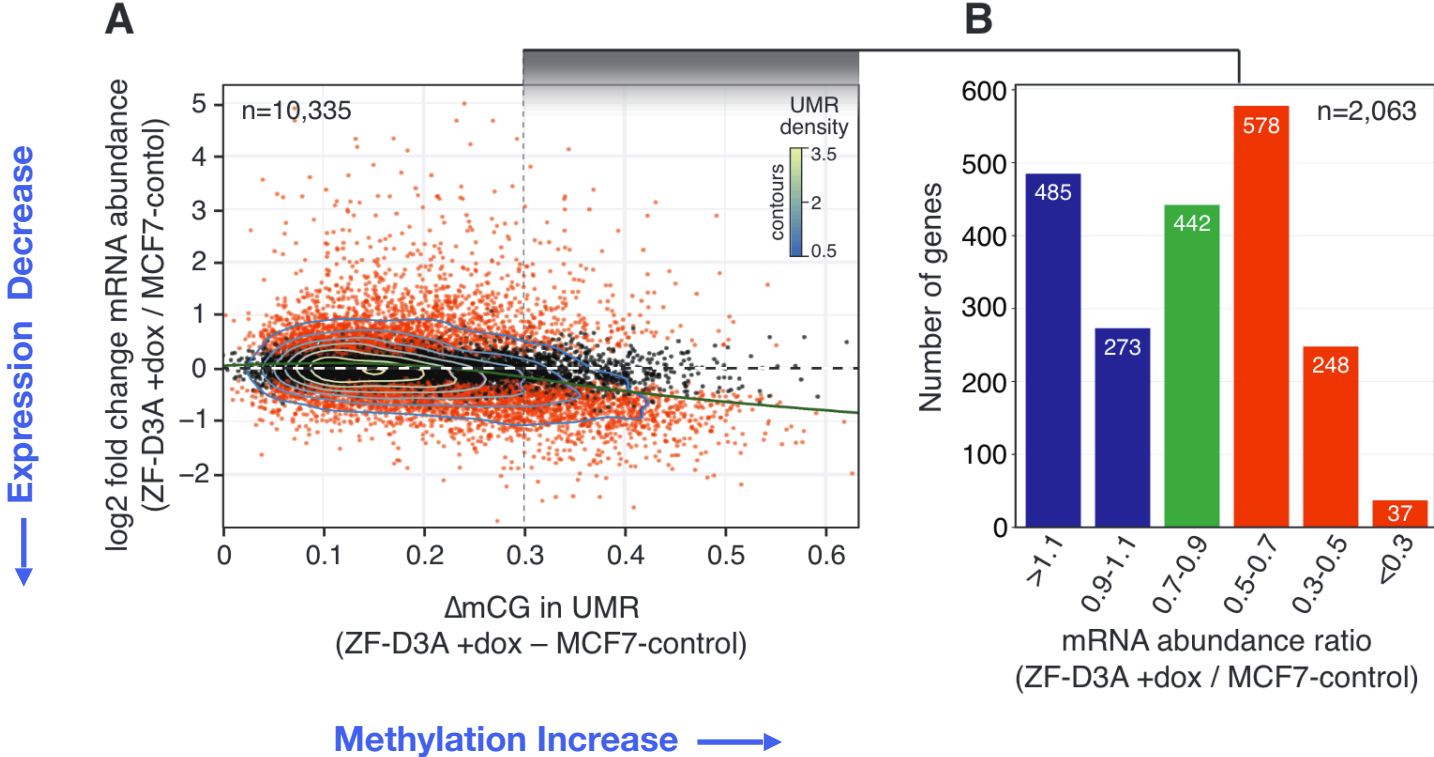 A
B
Expression Decrease
log2 fold change mRNA abundance
(ZF-D3A +dox / MCF7-contol)
n=10,335
UMR
density
contours
3.5
2
0.5
5
4
3
2
1
0
−1
−2
0 0.1 0.2 0.3 0.4 0.5 0.6
ΔmCG in UMR
(ZF-D3A +dox – MCF7-control)
Methylation Increase
Number of genes
600
500
400
300
200
100
0
n=2,063
485
273
442
578
248
37
>1.1
0.9-1.1
0.7-0.9
0.5-0.7
0.3-0.5
<0.3
mRNA abundance ratio
(ZF-D3A +dox / MCF7-control)